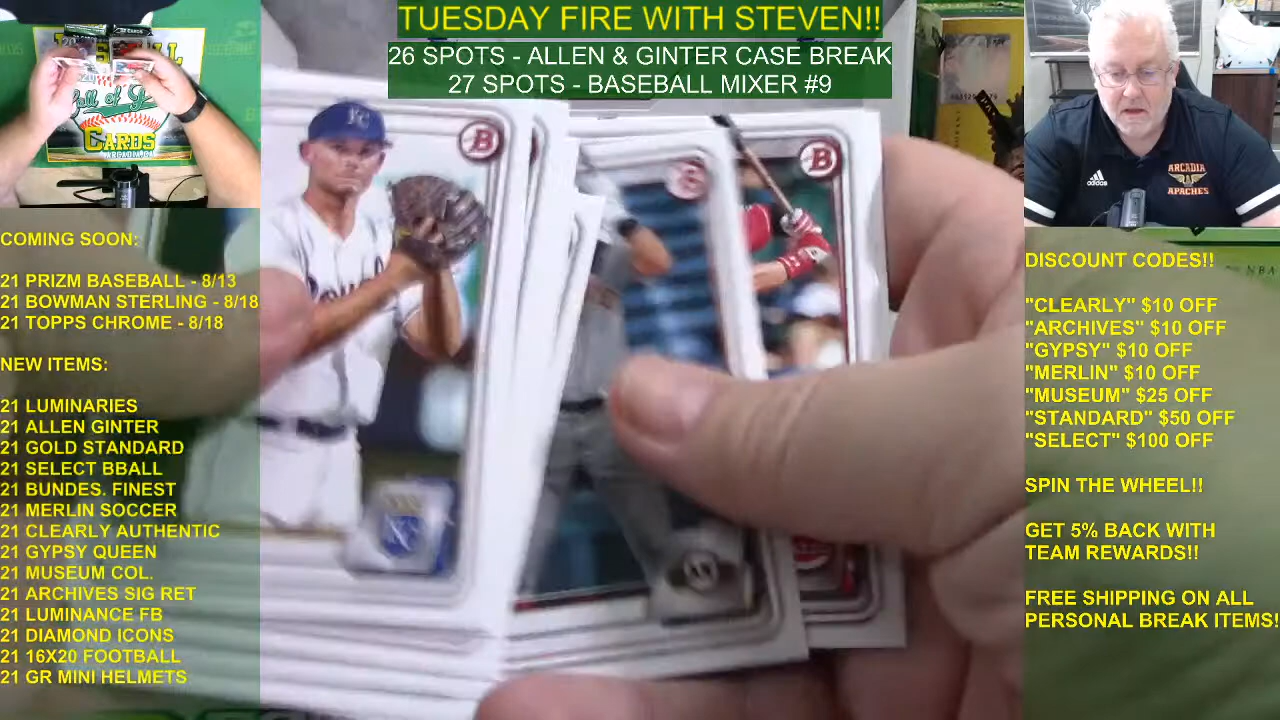 TUESDAY FIRE WITH STEVEN!!
26 SPOTS - ALLEN & GINTER CASE BREAK
27 SPOTS - BASEBALL MIXER #9
Hall of
CARDS
COMING SOON:
21 PRIZM BASEBALL - 8/13
21 BOWMAN STERLING - 8/18
21 TOPPS CHROME - 8/18
NEW ITEMS:
21 LUMINARIES
21 ALLEN GINTER
21 GOLD STANDARD
21 SELECT BBALL
21 BUNDES. FINEST
21 MERLIN SOCCER
21 CLEARLY AUTHENTIC
21 GYPSY QUEEN
21 MUSEUM COL.
21 ARCHIVES SIG RET
21 LUMINANCE FB
21 DIAMOND ICONS
21 16X20 FOOTBALL
21 GR MINI HELMETS
KC
B
B
B
adidas
ARCADIA
APACHES
DISCOUNT CODES!!
"CLEARLY" $10 OFF
"ARCHIVES" $10 OFF
"GYPSY" $10 OFF
"MERLIN" $10 OFF
"MUSEUM" $25 OFF
"STANDARD" $50 OFF
"SELECT" $100 OFF
SPIN THE WHEEL!!
GET 5% BACK WITH
TEAM REWARDS!!
FREE SHIPPING ON ALL
PERSONAL BREAK ITEMS!